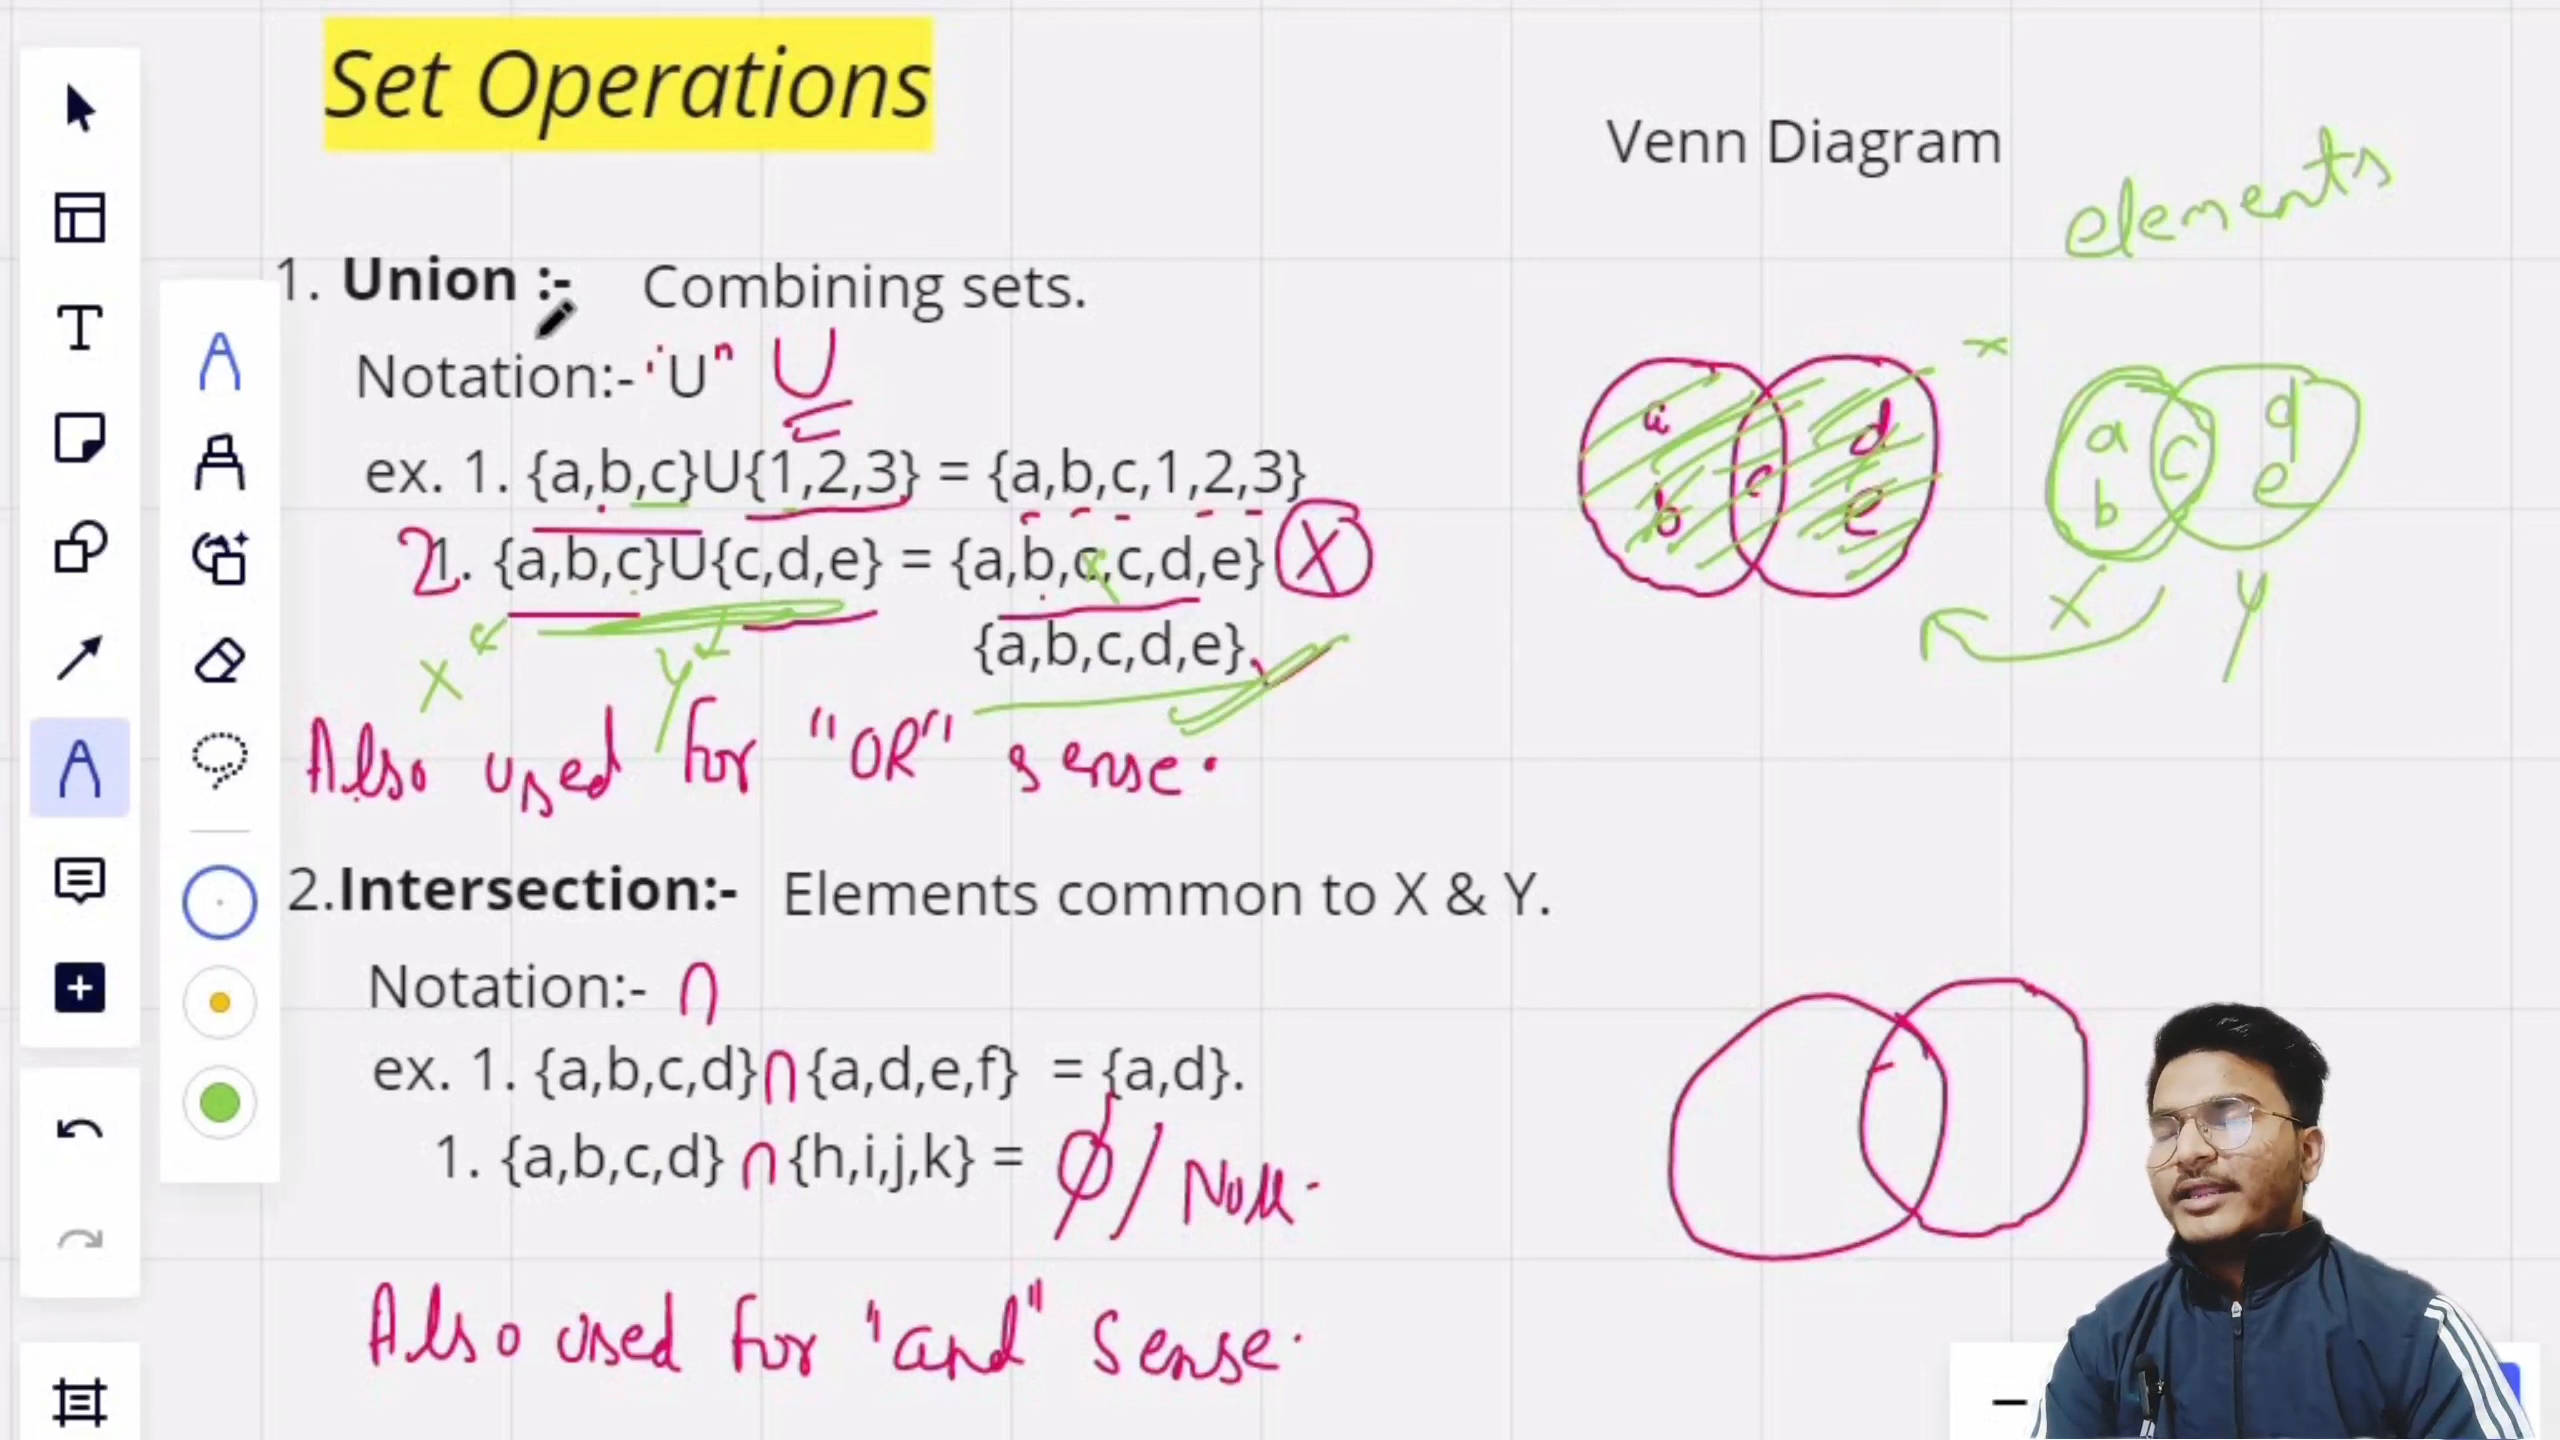 Set Operations
Venn Diagram
elements
1. Union :- Combining sets.
Notation:- "U" U
ex. 1. {a,b,c}U{1,2,3} = {a,b,c,1,2,3}
2. {a,b,c}U{c,d,e} = {a,b,c,c,d,e} X
{a,b,c,d,e}.
X Y
a b c d e
a b c d e
X Y
Also used for "OR" sense.
2.Intersection:- Elements common to X & Y.
Notation:- ∩
ex. 1. {a,b,c,d}∩{a,d,e,f} = {a,d}.
1. {a,b,c,d} ∩ {h,i,j,k} = ϕ/Null.
Also used for "and" sense.